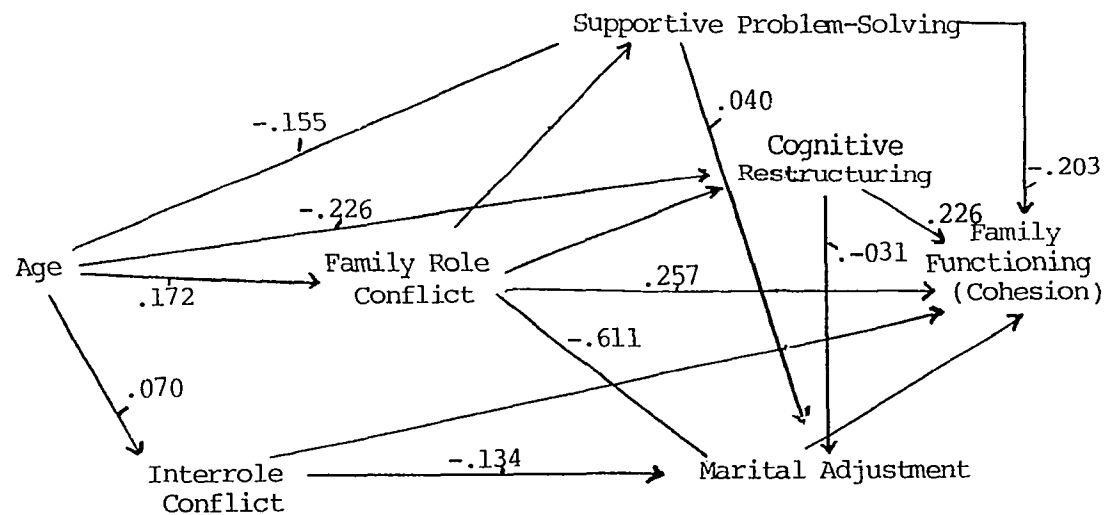 Supportive Problem-Solving
.040
-.155
Cognitive
Restructuring
-.203
-.226
.226
Family
Functioning
(Cohesion)
Age
Family Role
Conflict
.-031
.172
.257
-.611
.070
Interrole
Conflict
-.134
Marital Adjustment